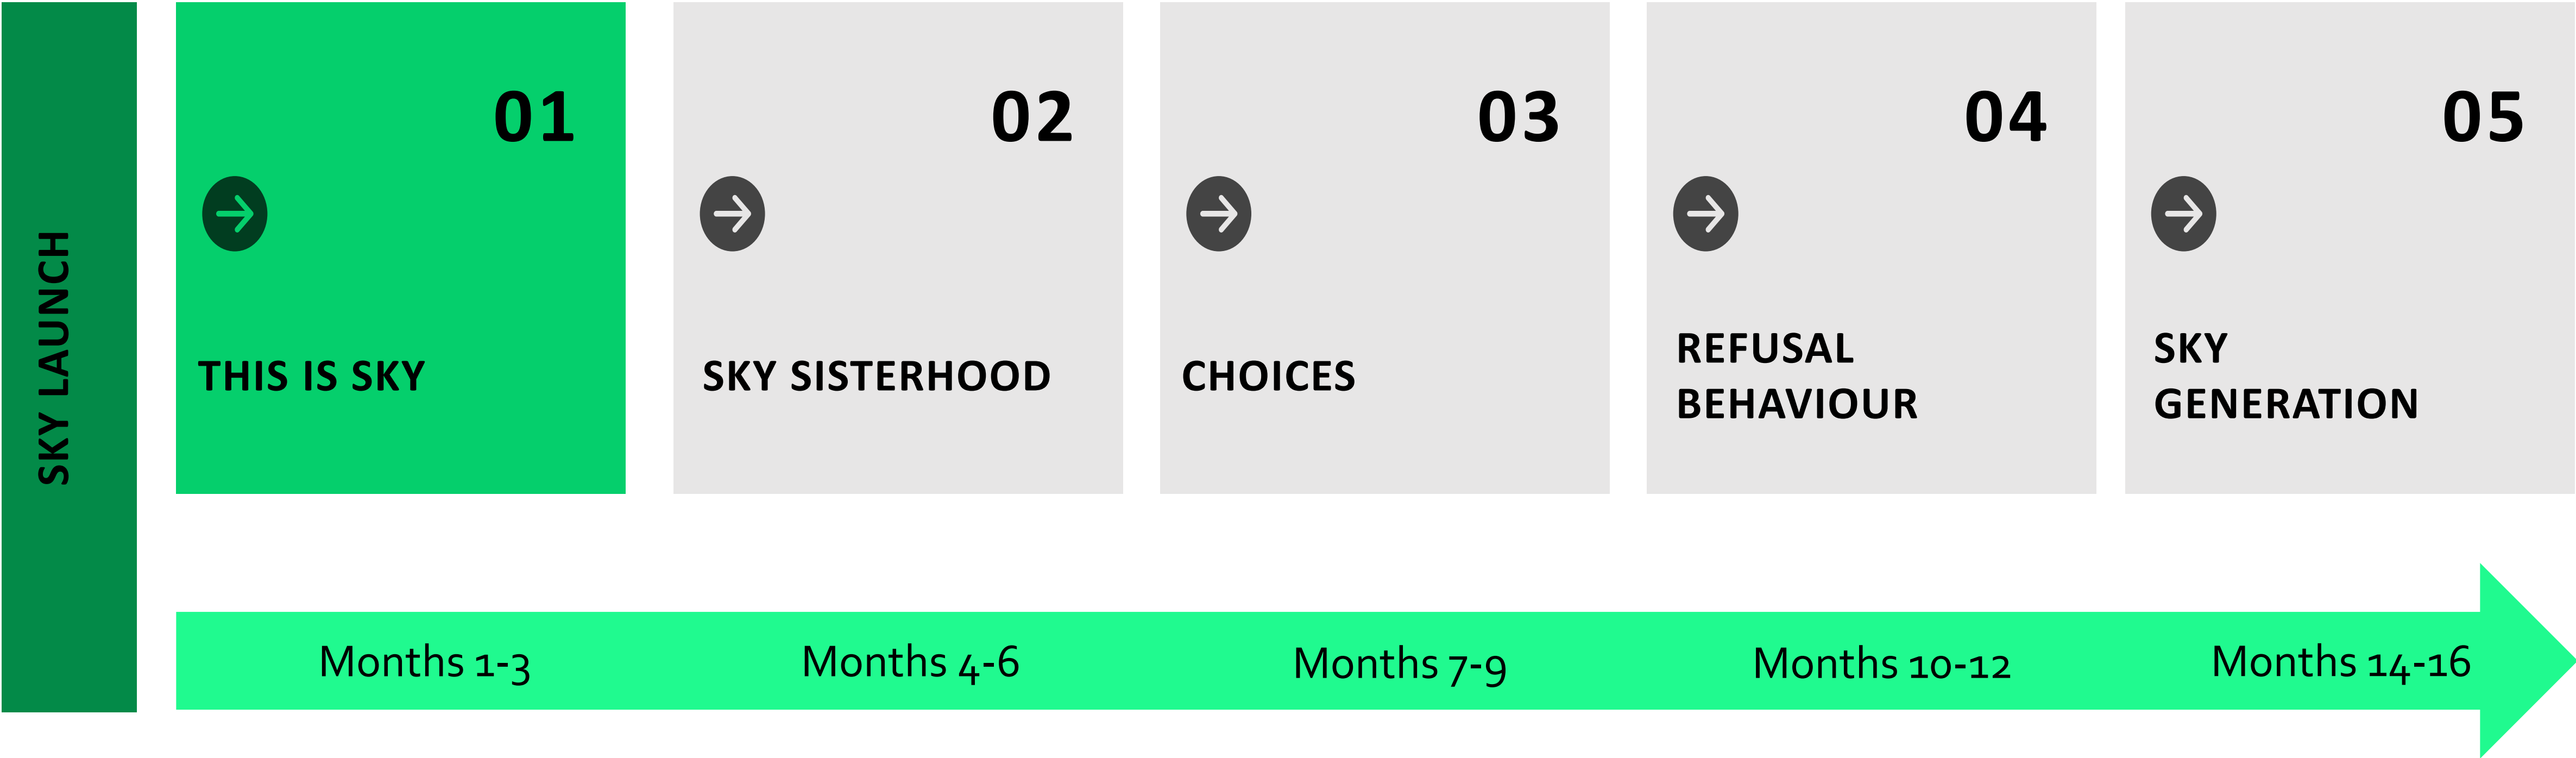 SKY LAUNCH
01
THIS IS SKY
02
SKY SISTERHOOD
03
CHOICES
04
REFUSAL
BEHAVIOUR
05
SKY
GENERATION
Months 1-3
Months 4-6
Months 7-9
Months 10-12
Months 14-16